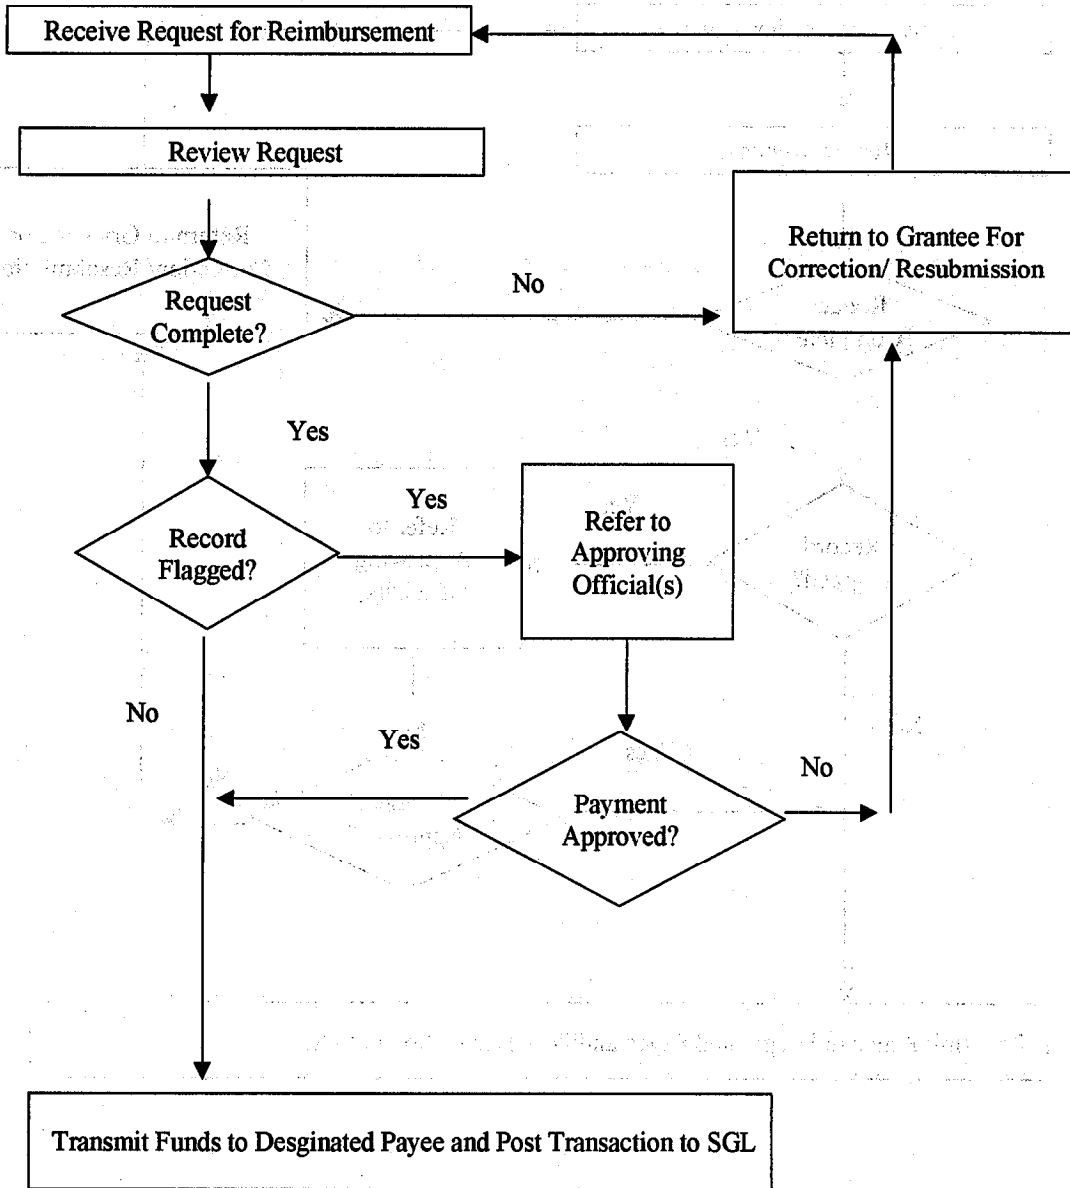 Receive Request for Reimbursement
Review Request
Return to Grantee For
Correction/ Resubmission
No
Request
Complete?
Yes
Yes
Record
Flagged?
Refer to
Approving
Official(s)
No
Yes
No
Payment
Approved?
Transmit Funds to Desginated Payee and Post Transaction to SGL